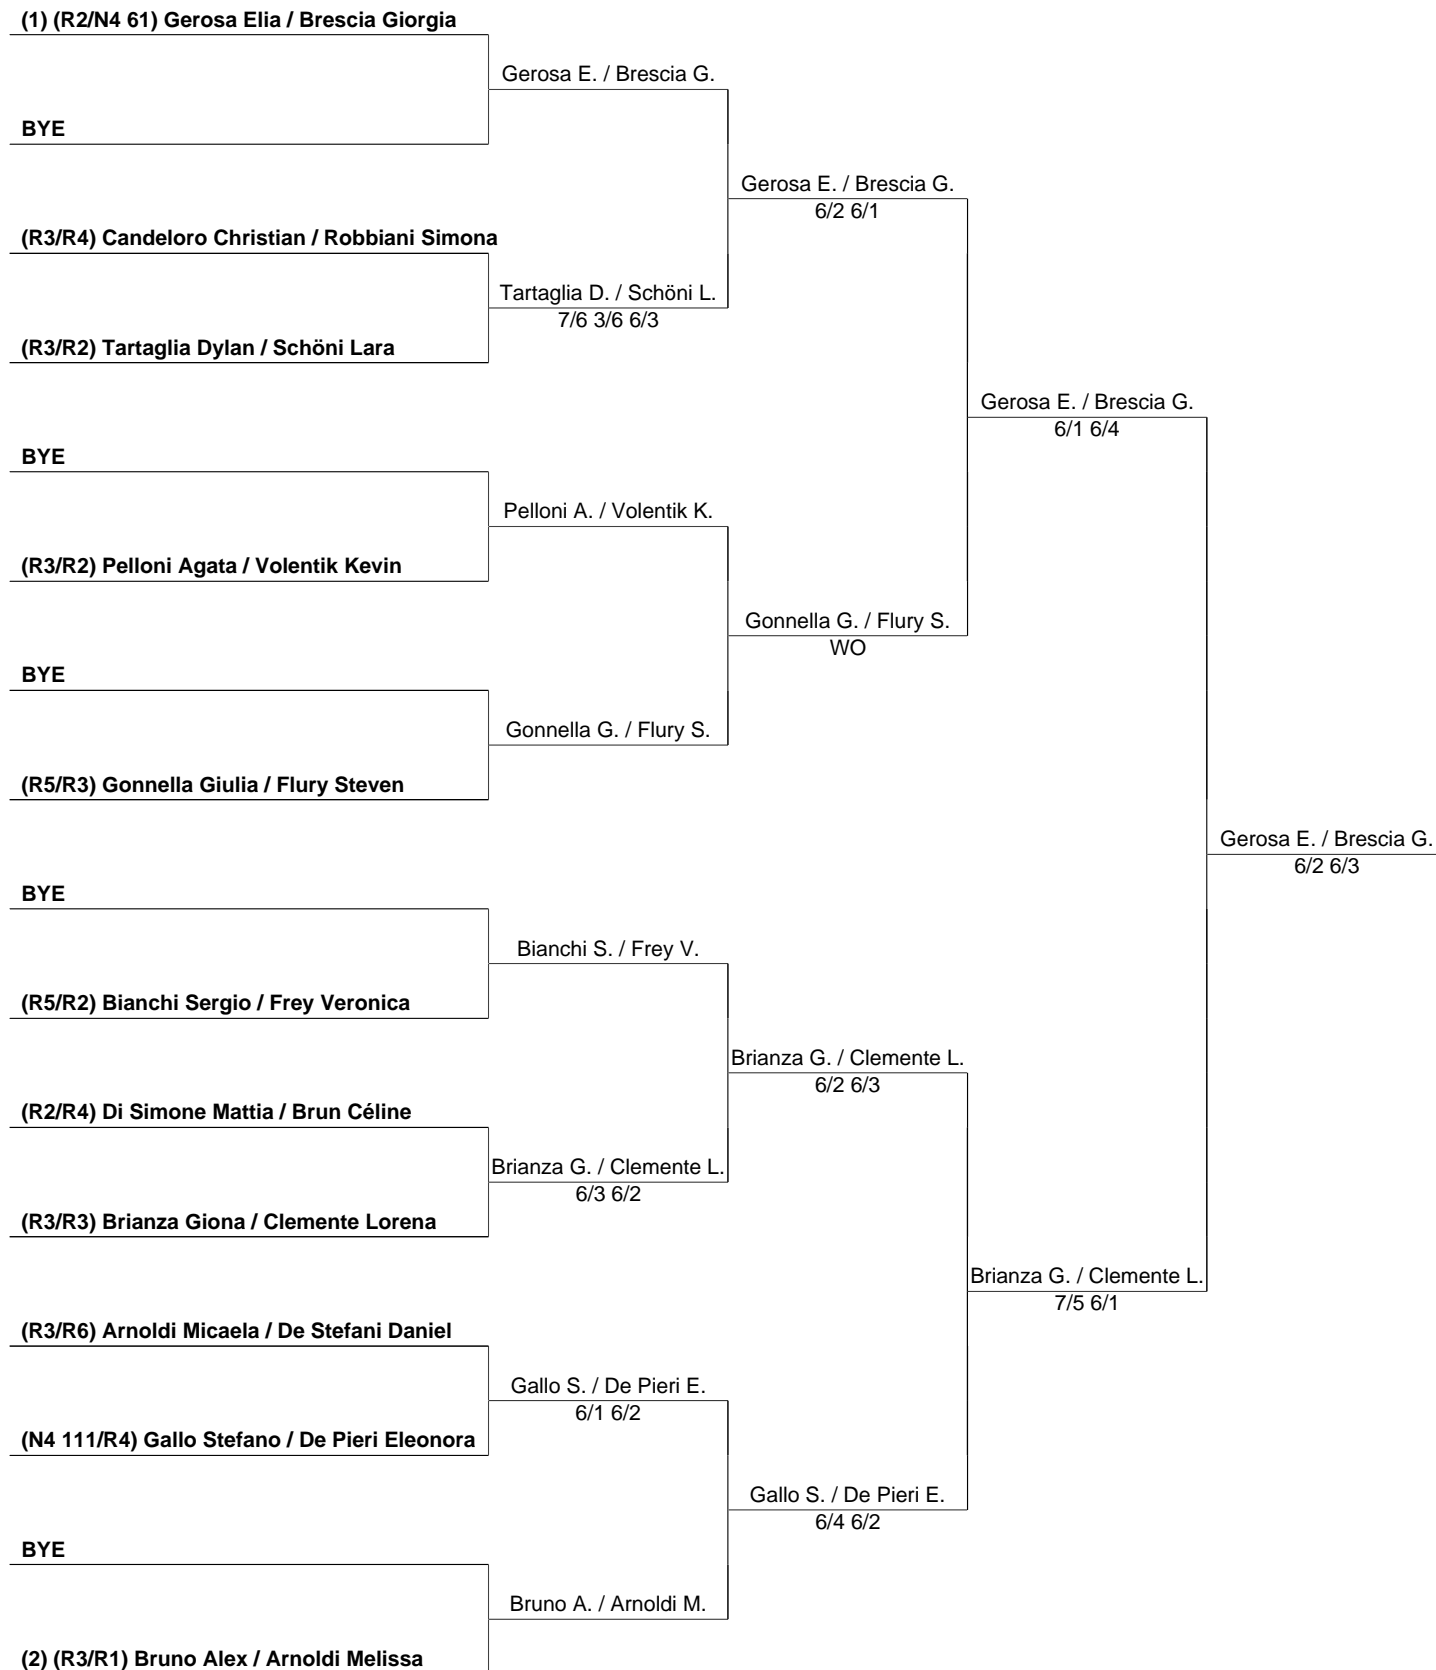 (1) (R2/N4 61) Gerosa Elia / Brescia Giorgia
Gerosa E. / Brescia G.
BYE
Gerosa E. / Brescia G.
6/2 6/1
(R3/R4) Candeloro Christian / Robbiani Simona
Tartaglia D. / Schöni L.
7/6 3/6 6/3
(R3/R2) Tartaglia Dylan / Schöni Lara
Gerosa E. / Brescia G.
6/1 6/4
BYE
Pelloni A. / Volentik K.
(R3/R2) Pelloni Agata / Volentik Kevin
Gonnella G. / Flury S.
WO
BYE
Gonnella G. / Flury S.
(R5/R3) Gonnella Giulia / Flury Steven
Gerosa E. / Brescia G.
6/2 6/3
BYE
Bianchi S. / Frey V.
(R5/R2) Bianchi Sergio / Frey Veronica
Brianza G. / Clemente L.
6/2 6/3
(R2/R4) Di Simone Mattia / Brun Céline
Brianza G. / Clemente L.
6/3 6/2
(R3/R3) Brianza Giona / Clemente Lorena
Brianza G. / Clemente L.
7/5 6/1
(R3/R6) Arnoldi Micaela / De Stefani Daniel
Gallo S. / De Pieri E.
6/1 6/2
(N4 111/R4) Gallo Stefano / De Pieri Eleonora
Gallo S. / De Pieri E.
6/4 6/2
BYE
Bruno A. / Arnoldi M.
(2) (R3/R1) Bruno Alex / Arnoldi Melissa